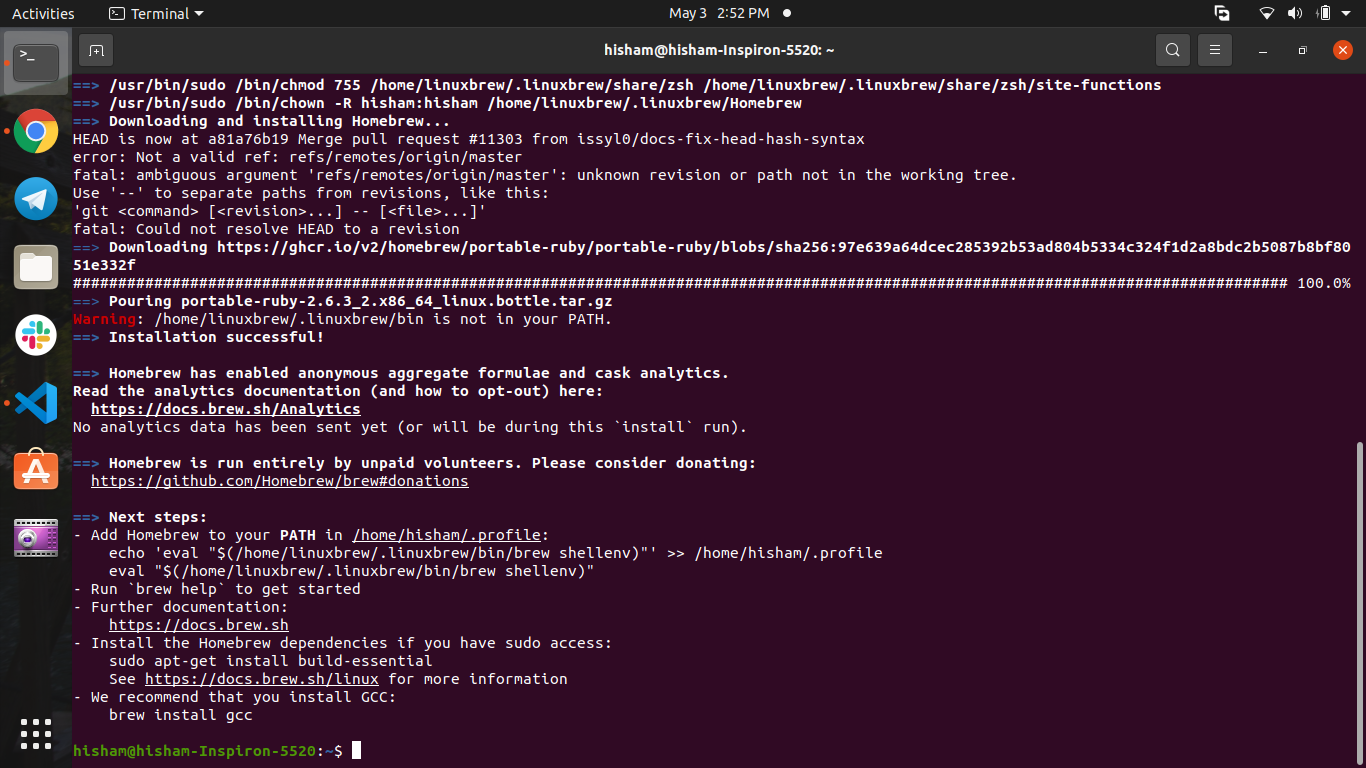 Activities
Terminal
May 3 2:52 PM
hisham@hisham-Inspiron-5520: ~
==> /usr/bin/sudo /bin/chmod 755 /home/linuxbrew/.linuxbrew/share/zsh /home/linuxbrew/.linuxbrew/share/zsh/site-functions
==> /usr/bin/sudo /bin/chown -R hisham:hisham /home/linuxbrew/.linuxbrew/Homebrew
==> Downloading and installing Homebrew...
HEAD is now at a81a76b19 Merge pull request #11303 from issyl0/docs-fix-head-hash-syntax
error: Not a valid ref: refs/remotes/origin/master
fatal: ambiguous argument 'refs/remotes/origin/master': unknown revision or path not in the working tree.
Use '--' to separate paths from revisions, like this:
'git <command> [<revision>...] -- [<file>...]'
fatal: Could not resolve HEAD to a revision
==> Downloading https://ghcr.io/v2/homebrew/portable-ruby/portable-ruby/blobs/sha256:97e639a64dcec285392b53ad804b5334c324f1d2a8bdc2b5087b8bf80
51e332f
####################################################################################################################################### 100.0%
==> Pouring portable-ruby-2.6.3_2.x86_64_linux.bottle.tar.gz
Warning: /home/linuxbrew/.linuxbrew/bin is not in your PATH.
==> Installation successful!
==> Homebrew has enabled anonymous aggregate formulae and cask analytics.
Read the analytics documentation (and how to opt-out) here:
https://docs.brew.sh/Analytics
No analytics data has been sent yet (or will be during this `install` run).
==> Homebrew is run entirely by unpaid volunteers. Please consider donating:
https://github.com/Homebrew/brew#donations
==> Next steps:
- Add Homebrew to your PATH in /home/hisham/.profile:
echo 'eval "$(/home/linuxbrew/.linuxbrew/bin/brew shellenv)"' >> /home/hisham/.profile
eval "$(/home/linuxbrew/.linuxbrew/bin/brew shellenv)"
- Run `brew help` to get started
- Further documentation:
https://docs.brew.sh
- Install the Homebrew dependencies if you have sudo access:
sudo apt-get install build-essential
See https://docs.brew.sh/linux for more information
- We recommend that you install GCC:
brew install gcc
hisham@hisham-Inspiron-5520:~$